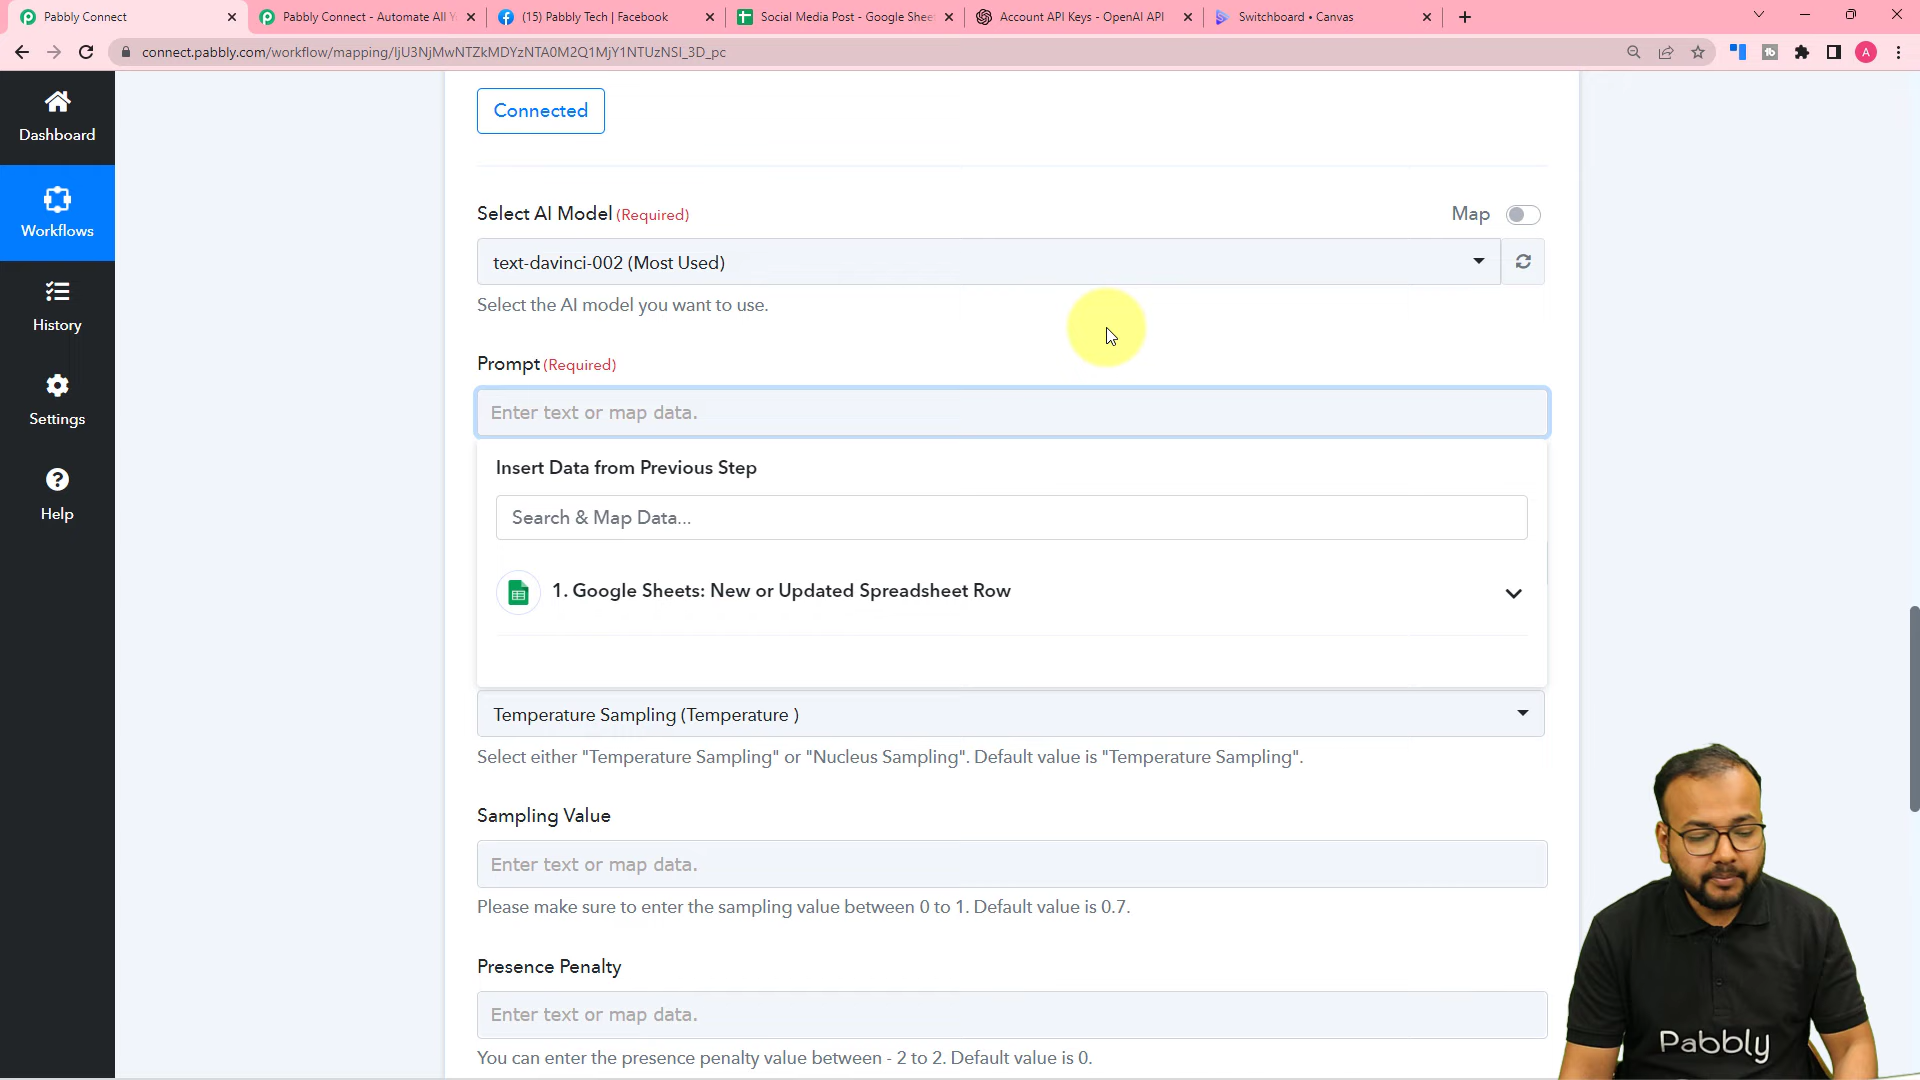 Pabbly Connect
Pabbly Connect - Automate All Y
(15) Pabbly Tech | Facebook
Social Media Post - Google Shee
Account API Keys - OpenAI API
Switchboard • Canvas
connect.pabbly.com/workflow/mapping/IjU3NjMwNTZkMDYzNTA0M2Q1MjY1NTUzNSI_3D_pc
A
Dashboard
Workflows
History
Settings
Help
Connected
Select AI Model (Required)
Map
text-davinci-002 (Most Used)
Select the AI model you want to use.
Prompt (Required)
Enter text or map data.
Insert Data from Previous Step
Search & Map Data...
1. Google Sheets: New or Updated Spreadsheet Row
Temperature Sampling (Temperature )
Select either "Temperature Sampling" or "Nucleus Sampling". Default value is "Temperature Sampling".
Sampling Value
Enter text or map data.
Please make sure to enter the sampling value between 0 to 1. Default value is 0.7.
Presence Penalty
Enter text or map data.
You can enter the presence penalty value between - 2 to 2. Default value is 0.
Pabbly